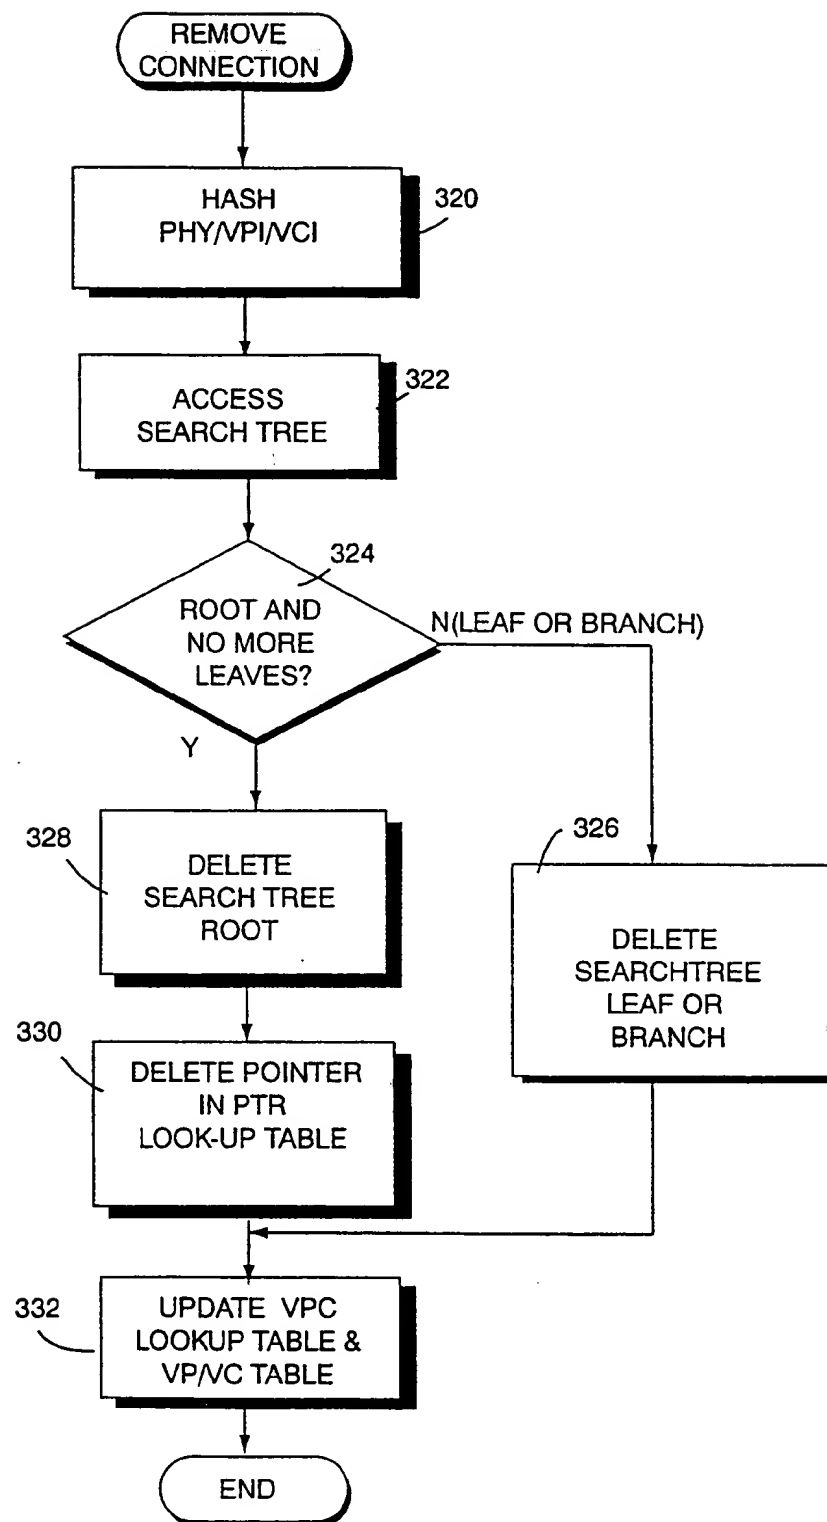 REMOVE
CONNECTION
HASH
PHY/VPI/VCI
320
ACCESS
SEARCH TREE
322
324
ROOT AND
NO MORE
LEAVES?
N(LEAF OR BRANCH)
Y
328
DELETE
SEARCH TREE
ROOT
326
DELETE
SEARCHTREE
LEAF OR
BRANCH
330
DELETE POINTER
IN PTR
LOOK-UP TABLE
332
UPDATE VPC
LOOKUP TABLE &
VP/VC TABLE
END